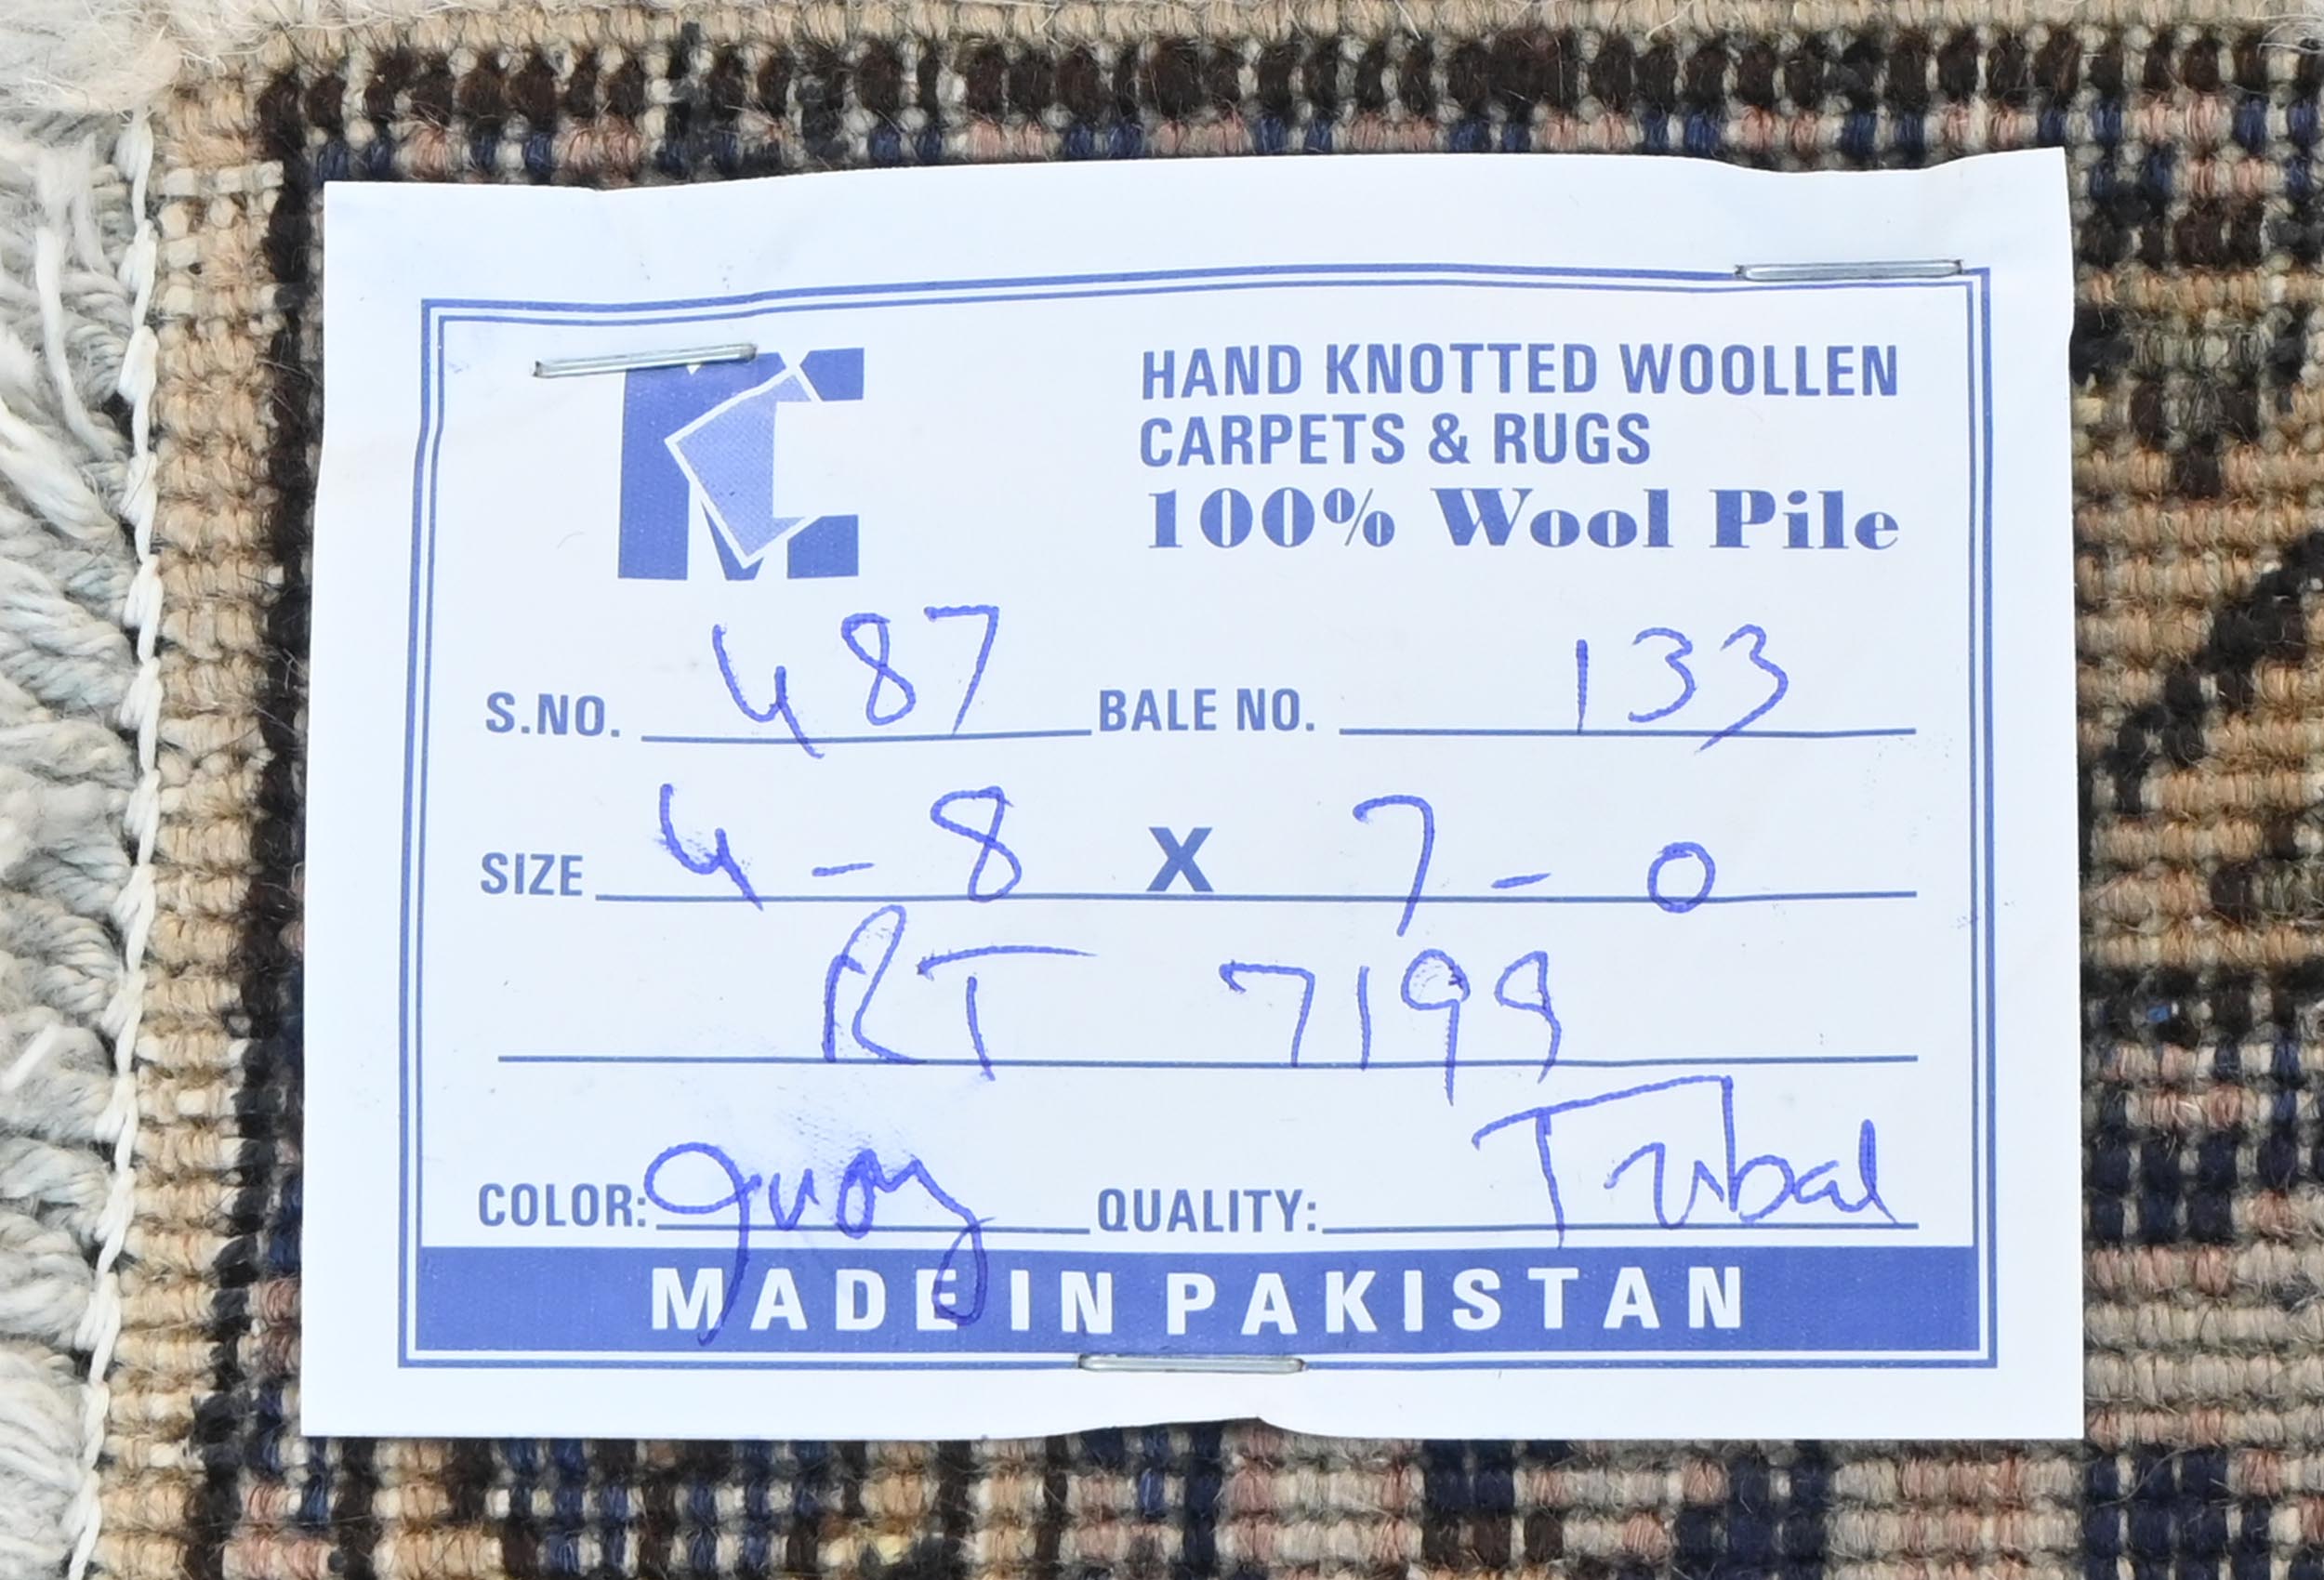 MC
HAND KNOTTED WOOLLEN
CARPETS & RUGS
100% Wool Pile
S.NO. 487 BALE NO. 133
SIZE 4-8 X 7-0
RT 7199
COLOR: QUALITY: Tribal
MADE IN PAKISTAN